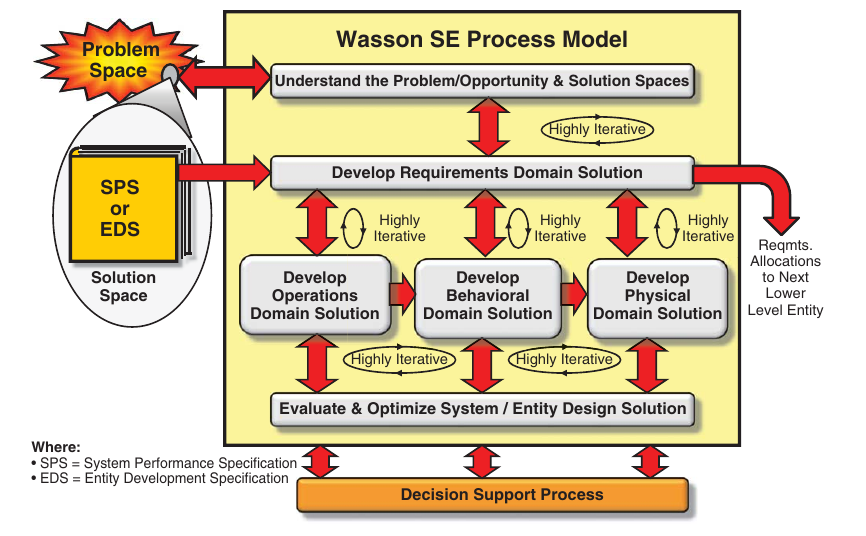 Wasson SE Process Model
Problem
Space
Understand the Problem/Opportunity & Solution Spaces
Highly Iterative
SPS
or
EDS
Solution
Space
Develop Requirements Domain Solution
Highly
Iterative
Highly
Iterative
Highly
Iterative
Reqmts.
Allocations
to Next
Lower
Level Entity
Develop
Operations
Domain Solution
Develop
Behavioral
Domain Solution
Develop
Physical
Domain Solution
Highly Iterative
Highly Iterative
Evaluate & Optimize System / Entity Design Solution
Where:
• SPS = System Performance Specification
• EDS = Entity Development Specification
Decision Support Process